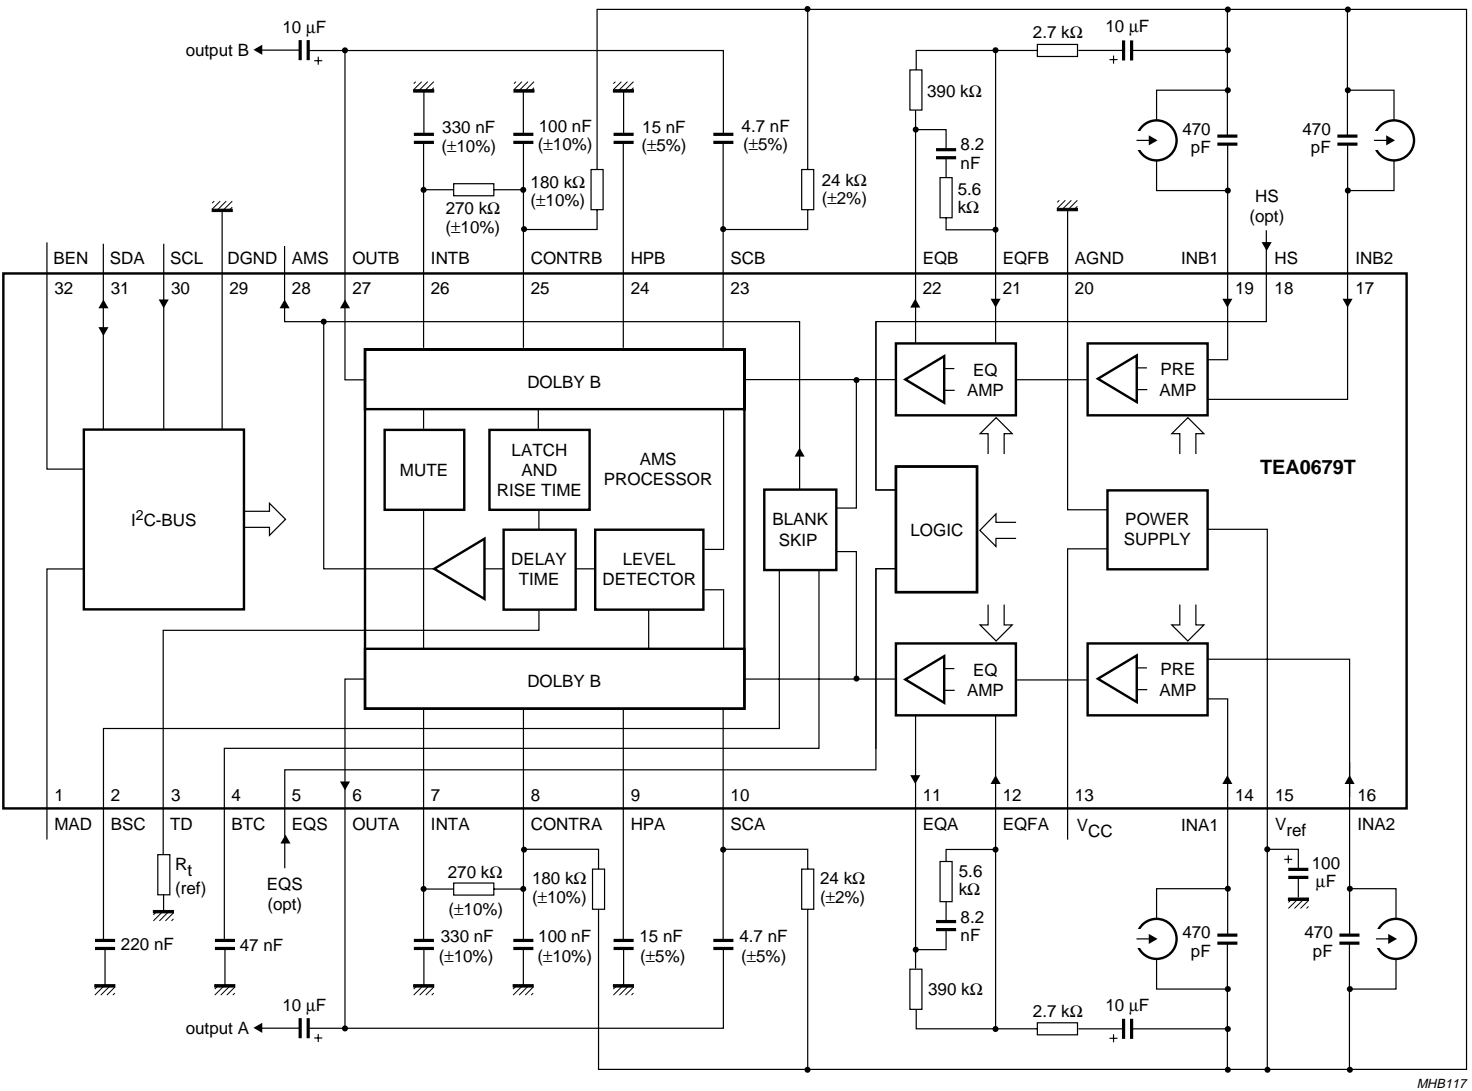 10 µF
output B
+
2.7 kΩ
10 µF
+
390 kΩ
8.2
nF
5.6
kΩ
330 nF
(±10%)
100 nF
(±10%)
15 nF
(±5%)
4.7 nF
(±5%)
470
pF
470
pF
270 kΩ
(±10%)
180 kΩ
(±10%)
24 kΩ
(±2%)
HS
(opt)
BEN
SDA
SCL
DGND
AMS
OUTB
INTB
CONTRB
HPB
SCB
EQB
EQFB
AGND
INB1
HS
INB2
32
31
30
29
28
27
26
25
24
23
22
21
20
19
18
17
DOLBY B
EQ
AMP
PRE
AMP
MUTE
LATCH
AND
RISE TIME
AMS
PROCESSOR
TEA0679T
I²C-BUS
BLANK
SKIP
LOGIC
POWER
SUPPLY
DELAY
TIME
LEVEL
DETECTOR
DOLBY B
EQ
AMP
PRE
AMP
1
2
3
4
5
6
7
8
9
10
11
12
13
14
15
16
MAD
BSC
TD
BTC
EQS
OUTA
INTA
CONTRA
HPA
SCA
EQA
EQFA
VCC
INA1
Vref
INA2
Rt
(ref)
EQS
(opt)
270 kΩ
(±10%)
180 kΩ
(±10%)
24 kΩ
(±2%)
5.6
kΩ
8.2
nF
+
100
µF
220 nF
47 nF
330 nF
(±10%)
100 nF
(±10%)
15 nF
(±5%)
4.7 nF
(±5%)
470
pF
470
pF
390 kΩ
10 µF
output A
+
2.7 kΩ
10 µF
+
MHB117